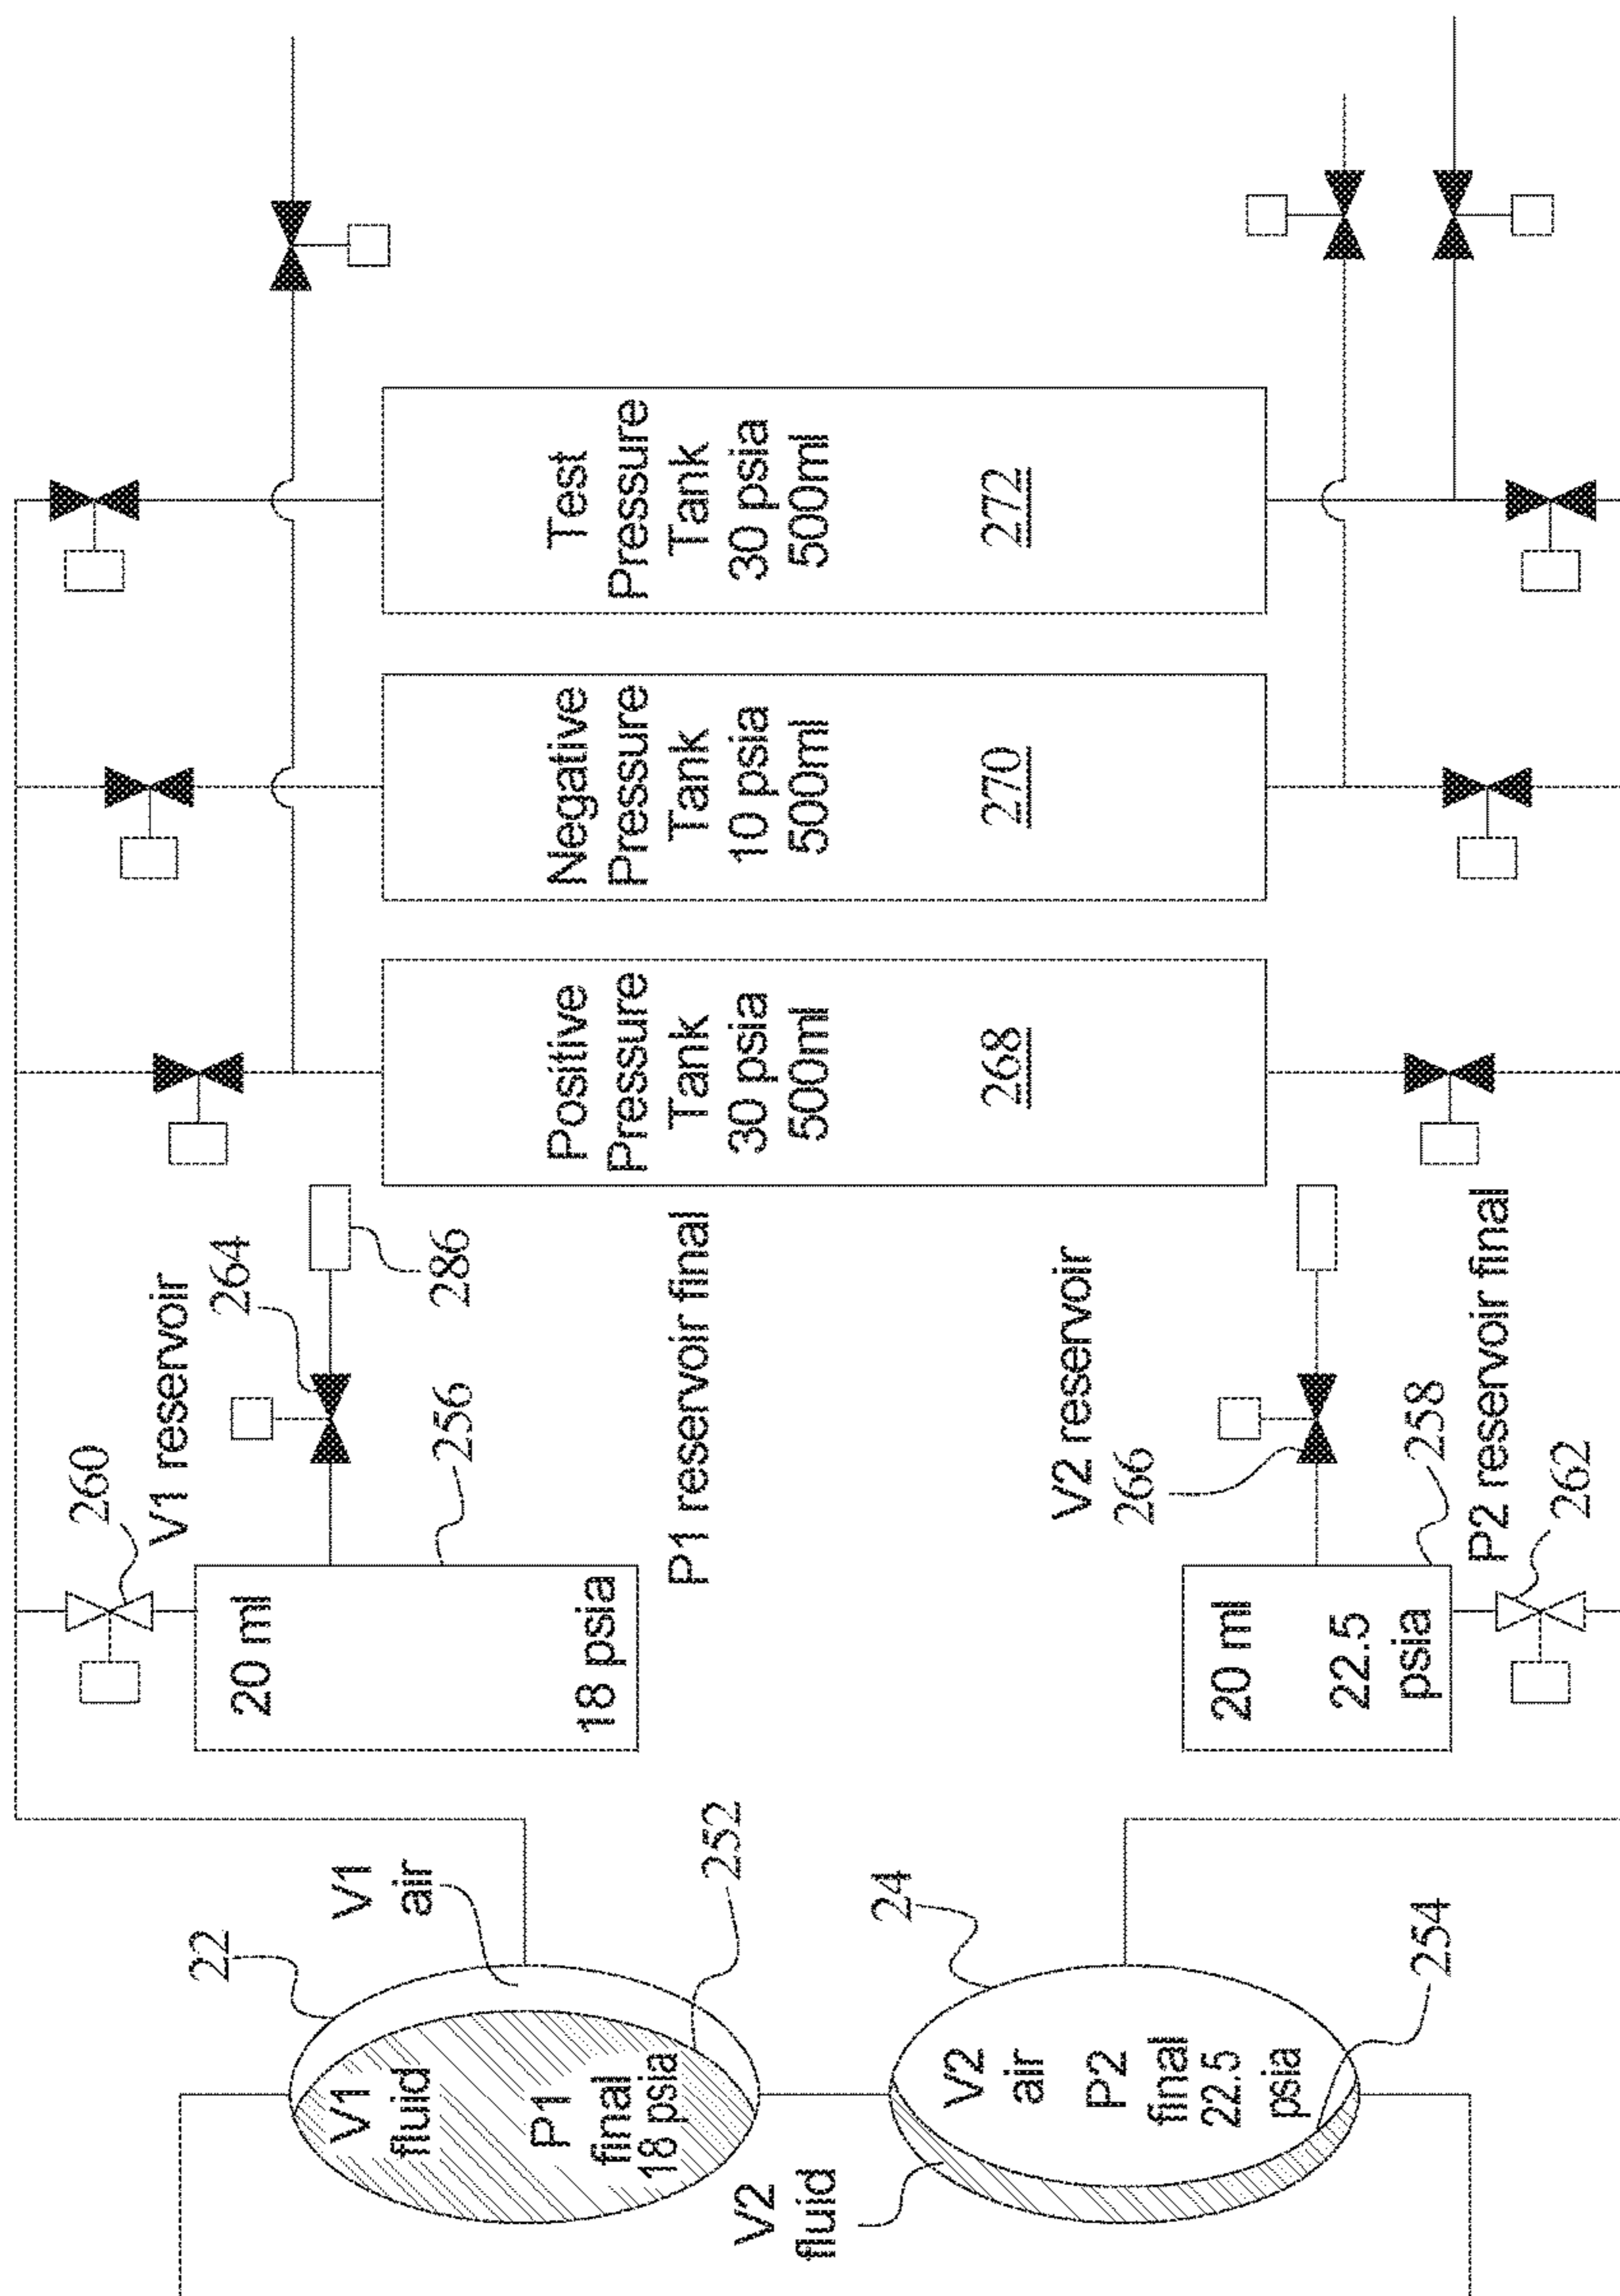 22
V1
air
V1
fluid
P1
final
18 psia
252
V2
fluid
24
V2
air
P2
final
22.5
psia
254
260
V1 reservoir
264
286
20 ml
18 psia
256
P1 reservoir final
V2 reservoir
266
20 ml
22.5
psia
258
P2 reservoir final
262
Positive
Pressure
Tank
30 psia
500ml
268
Negative
Pressure
Tank
10 psia
500ml
270
Test
Pressure
Tank
30 psia
500ml
272